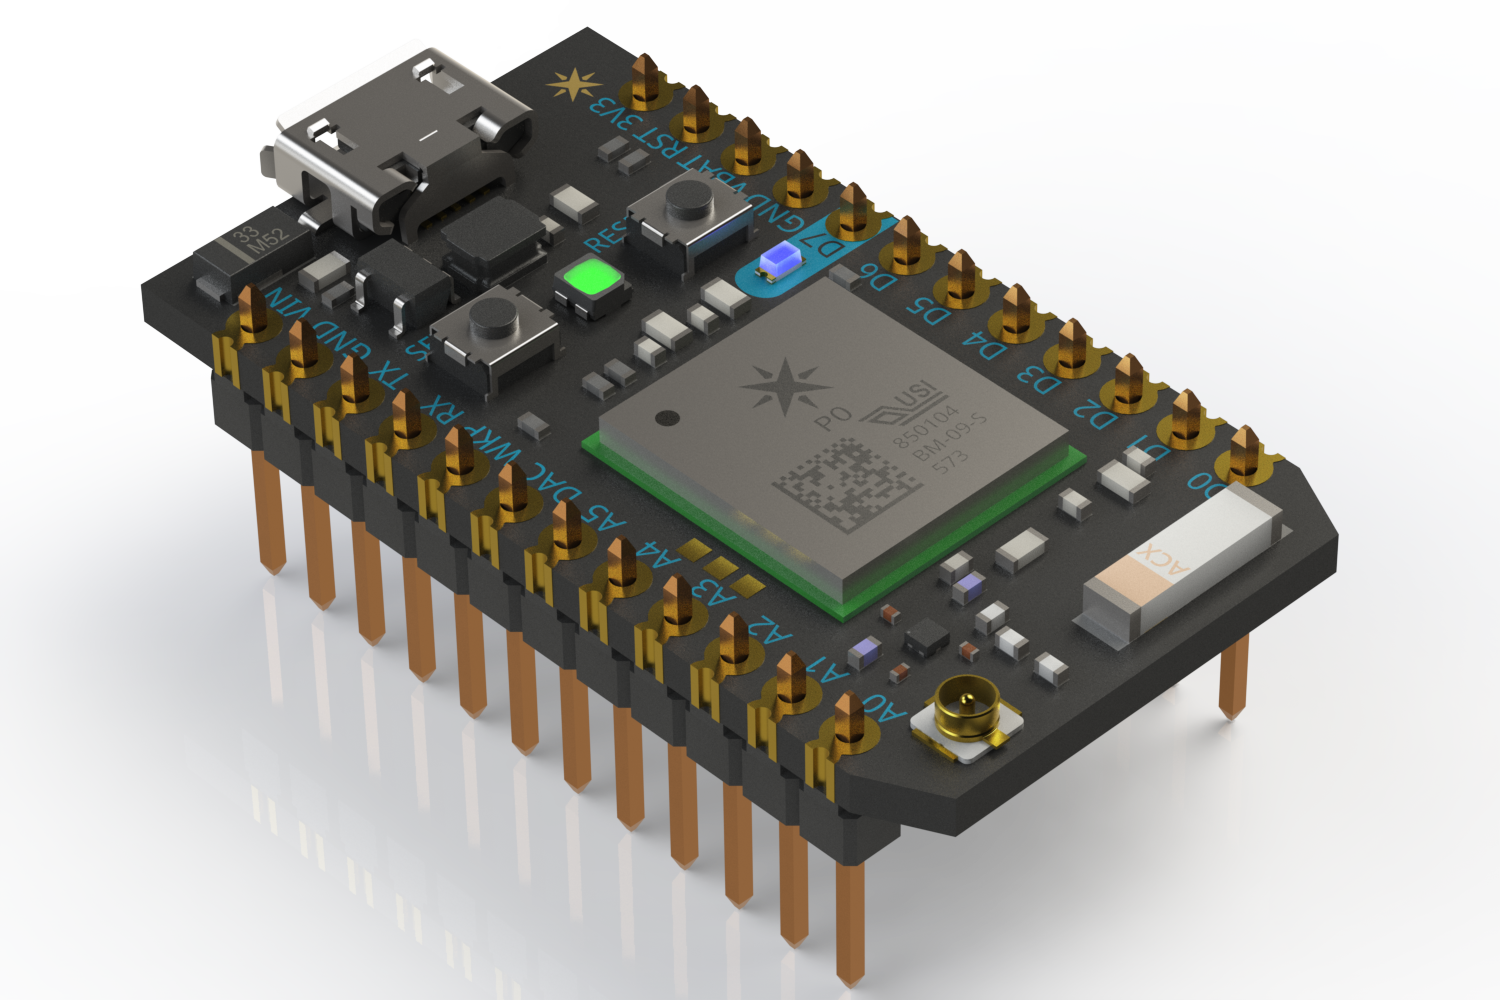 3V3
RST
VBAT
GND
D7
D6
D5
D4
D3
D2
D1
D0
33
M52
VIN
GND
TX
RX
WKP
DAC
A5
A4
A3
A2
A1
A0
RES
P0
USI
850104
BM-09-S
573
ACX